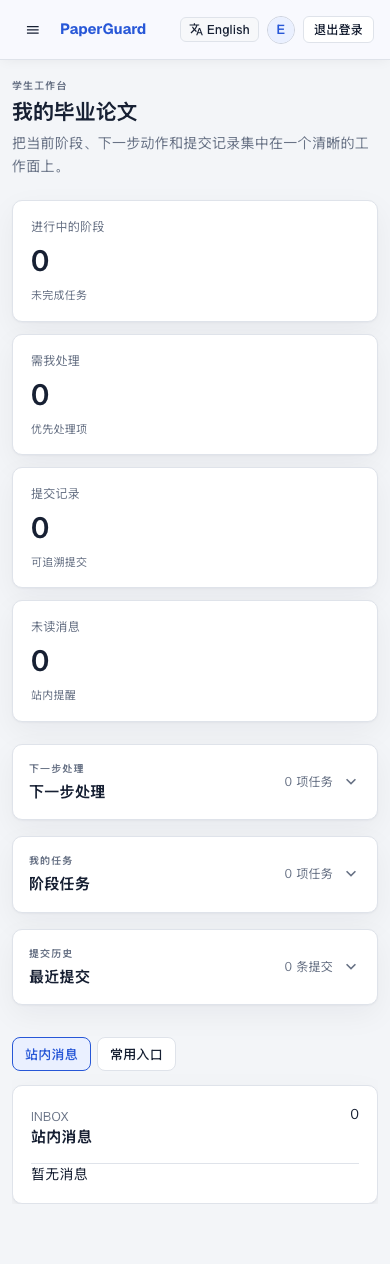 PaperGuard
English
E
退出登录
学生工作台
我的毕业论文
把当前阶段、下一步动作和提交记录集中在一个清晰的工
作面上。
进行中的阶段
0
未完成任务
需我处理
0
优先处理项
提交记录
0
可追溯提交
未读消息
0
站内提醒
下一步处理
下一步处理
0 项任务
我的任务
阶段任务
0 项任务
提交历史
最近提交
0 条提交
站内消息
常用入口
INBOX
0
站内消息
暂无消息